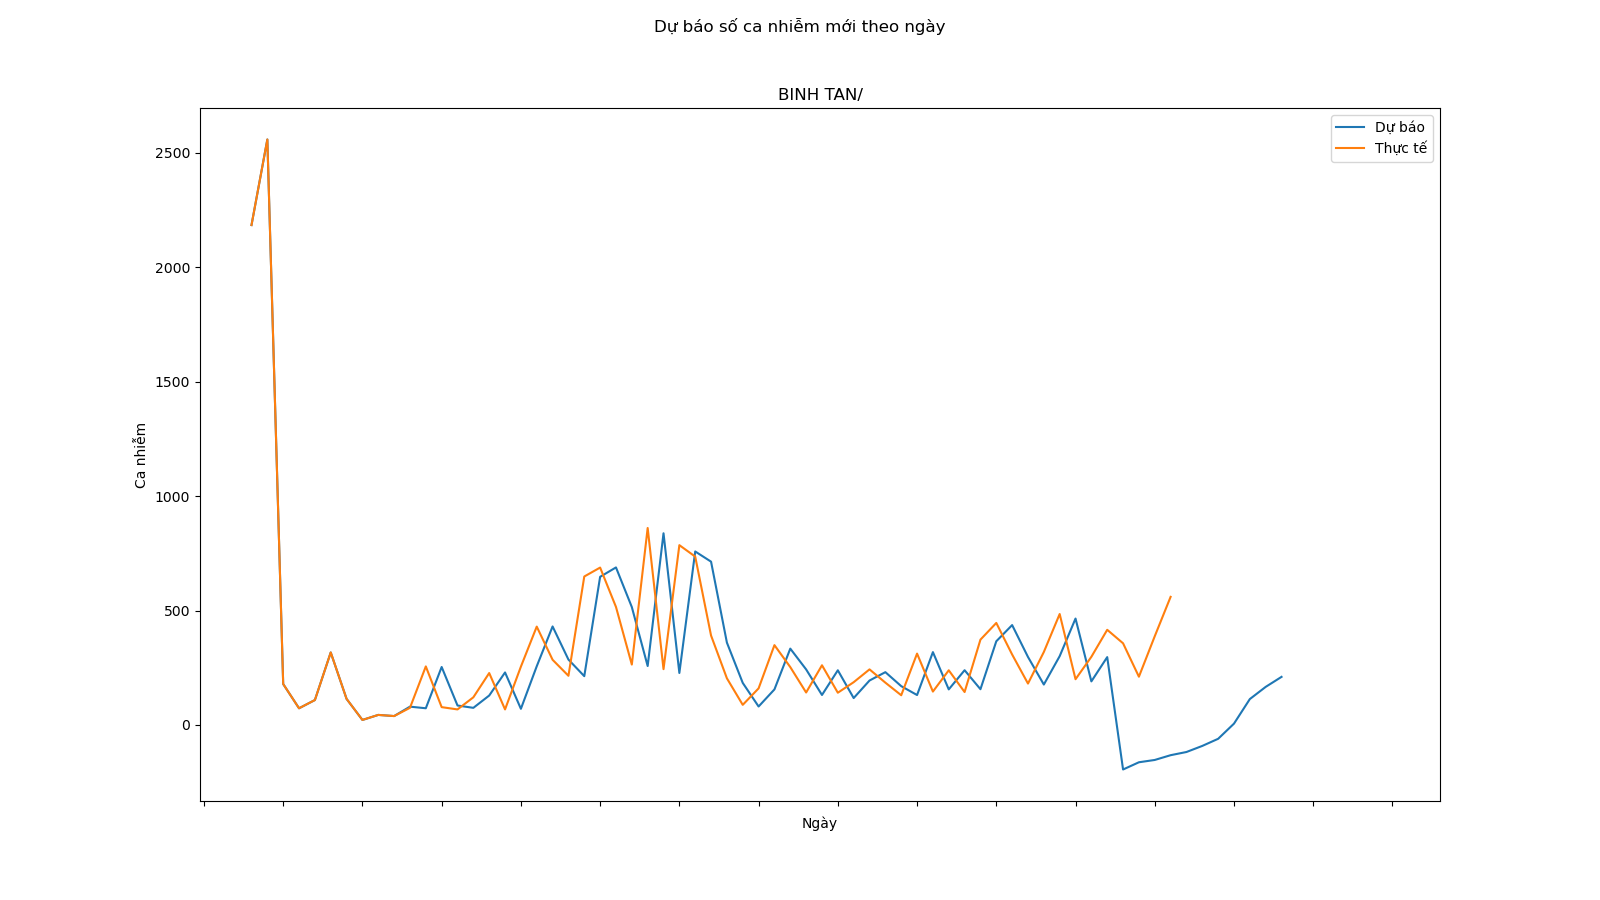 Dự báo số ca nhiễm mới theo ngày
BINH TAN/
Dự báo
Thực tế
2500
2000
1500
1000
500
0
Ca nhiễm
Ngày